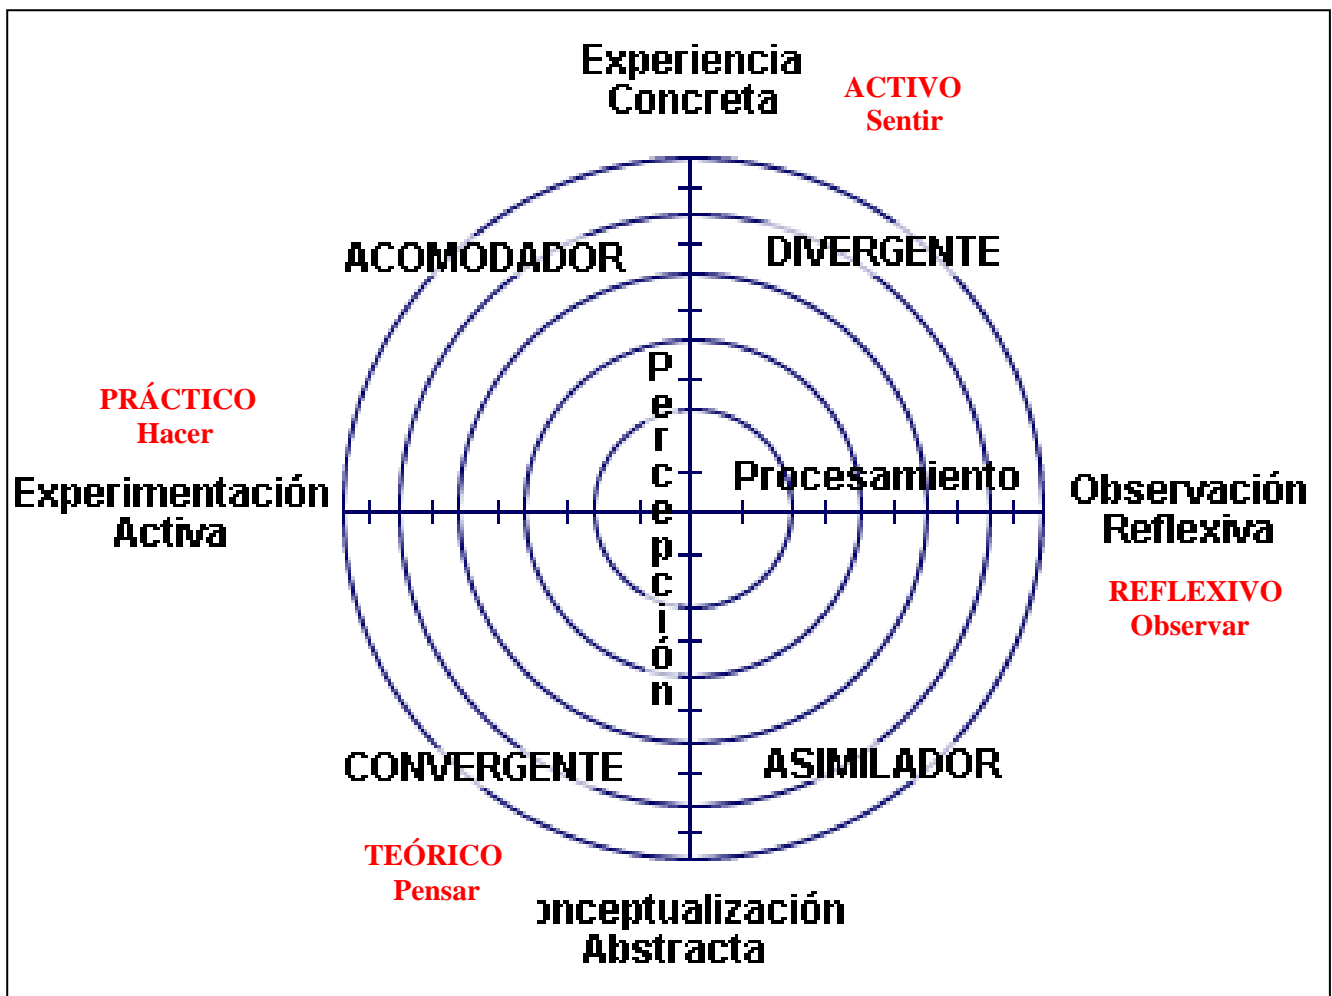 Experiencia
Concreta
ACTIVO
Sentir
ACOMODADOR
DIVERGENTE
Percepción
PRÁCTICO
Hacer
Procesamiento
Experimentación
Activa
Observación
Reflexiva
REFLEXIVO
Observar
CONVERGENTE
ASIMILADOR
TEÓRICO
Pensar
onceptualización
Abstracta